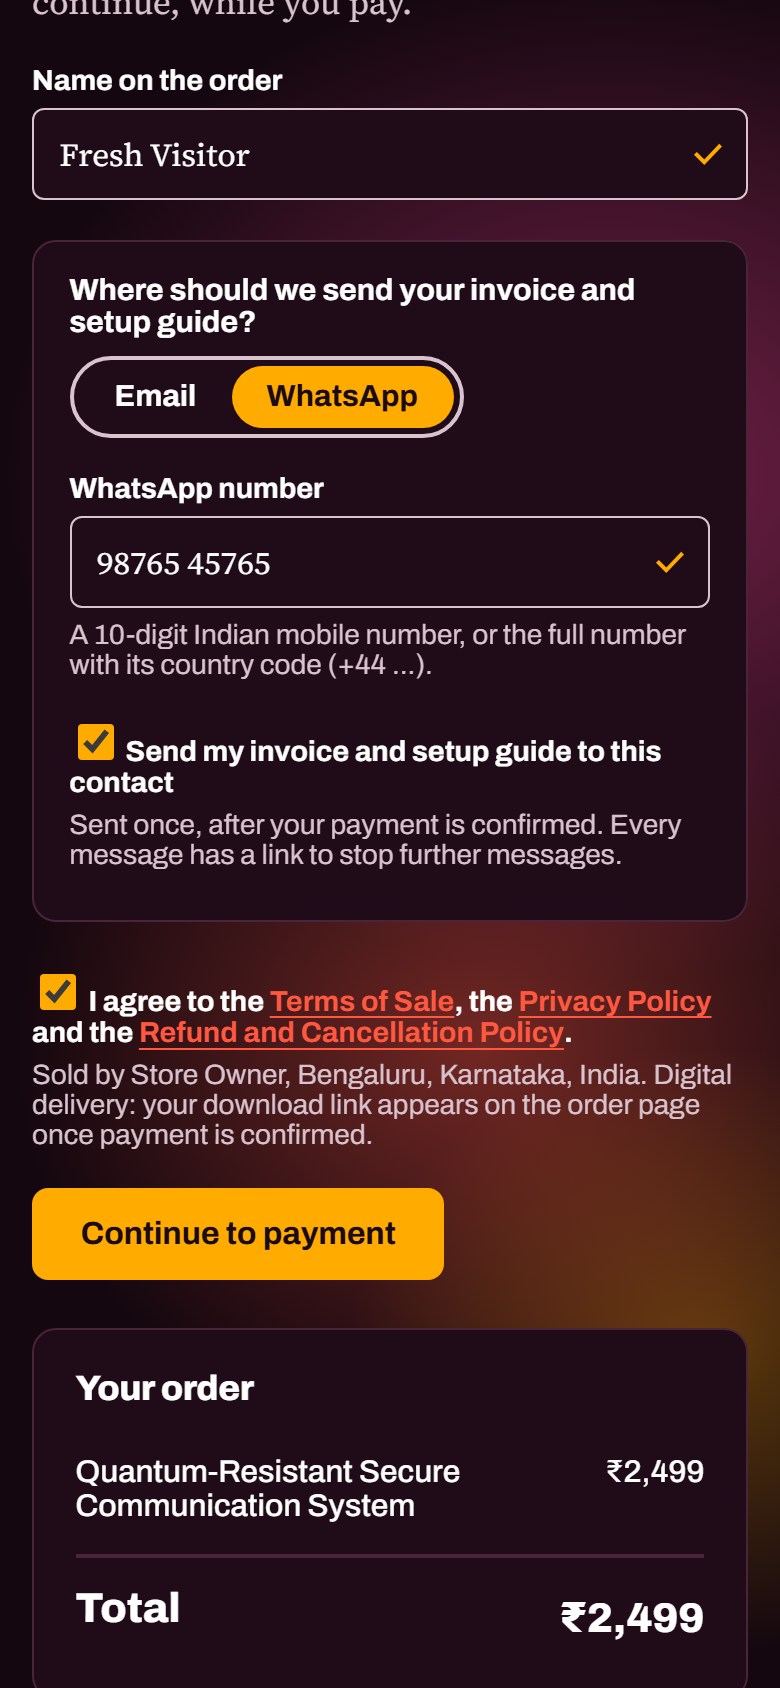 continue, while you pay.
Name on the order
Fresh Visitor
Where should we send your invoice and
setup guide?
Email WhatsApp
WhatsApp number
98765 45765
A 10-digit Indian mobile number, or the full number
with its country code (+44 ...).
Send my invoice and setup guide to this
contact
Sent once, after your payment is confirmed. Every
message has a link to stop further messages.
I agree to the Terms of Sale, the Privacy Policy
and the Refund and Cancellation Policy.
Sold by Store Owner, Bengaluru, Karnataka, India. Digital
delivery: your download link appears on the order page
once payment is confirmed.
Continue to payment
Your order
Quantum-Resistant Secure ₹2,499
Communication System
Total ₹2,499